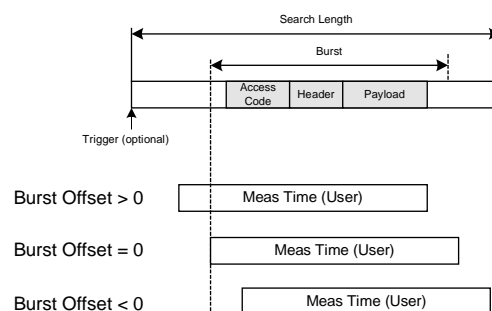 Search Length
Burst
Access
Code
Header
Payload
Trigger (optional)
Burst Offset > 0
Meas Time (User)
Burst Offset = 0
Meas Time (User)
Burst Offset < 0
Meas Time (User)